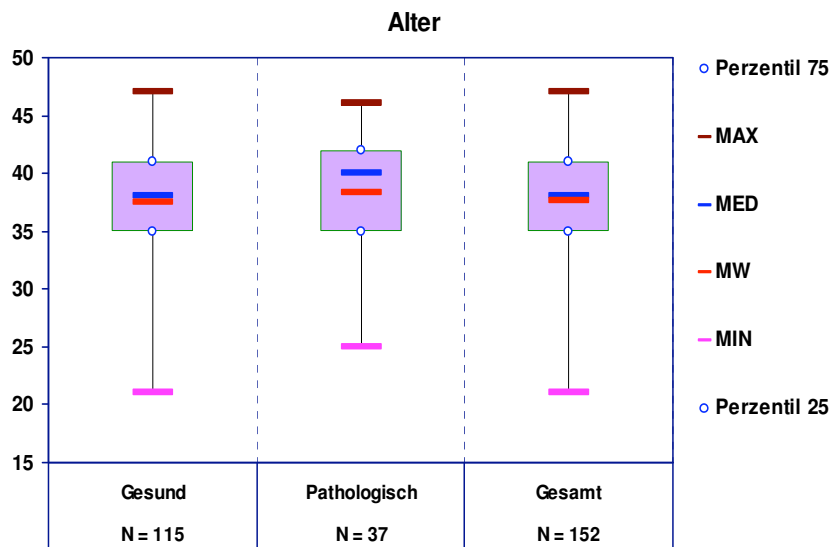 Alter
50
45
40
35
30
25
20
15
Gesund
Pathologisch
Gesamt
N = 115
N = 37
N = 152
Perzentil 75
MAX
MED
MW
MIN
Perzentil 25